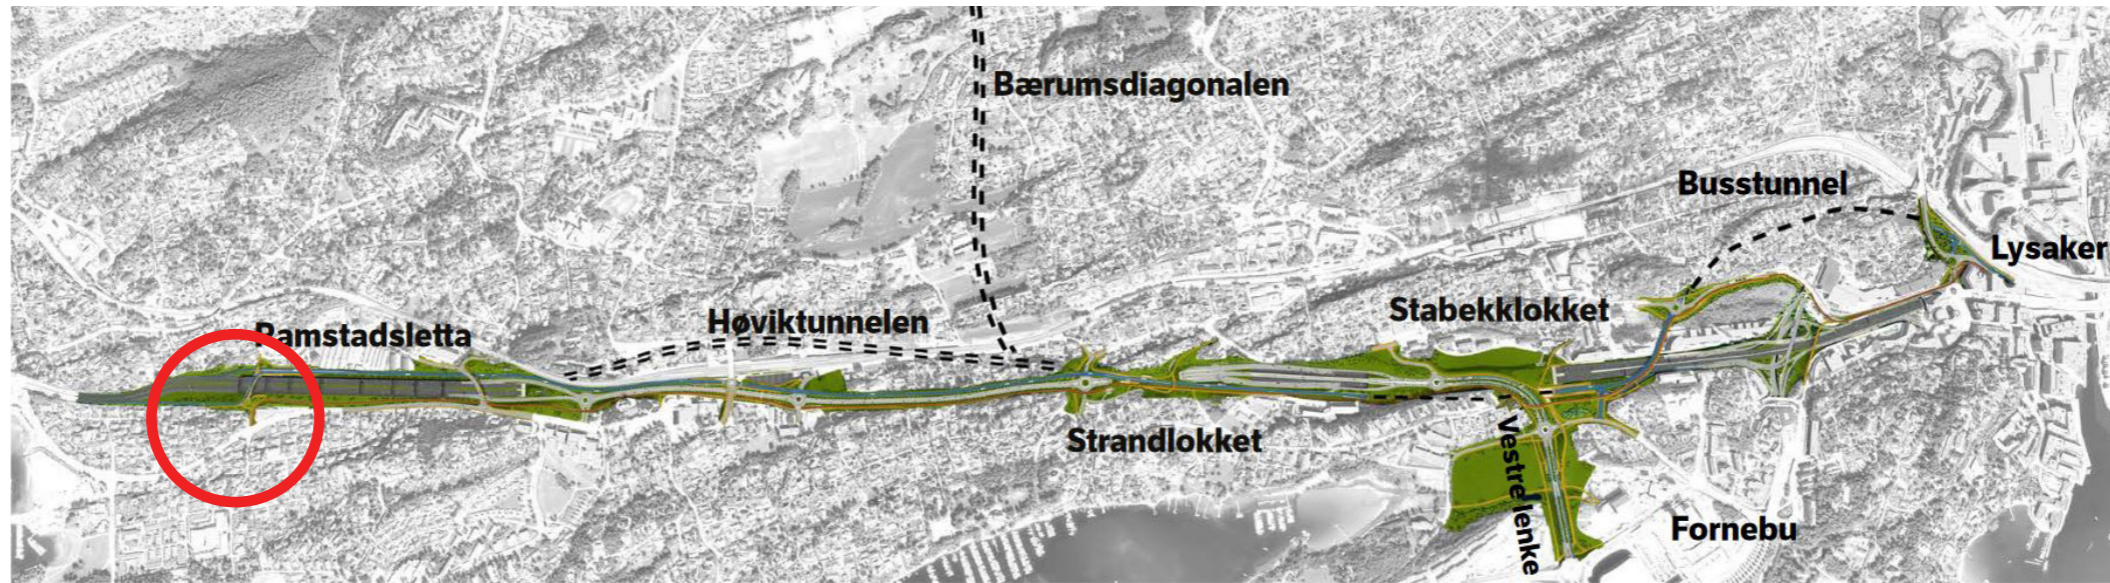 Bærumsdiagonalen
Busstunnel
Lysaker
Stabekklokket
Høviktunnelen
Ramstadsletta
Strandlokket
Vestre lenke
Fornebu